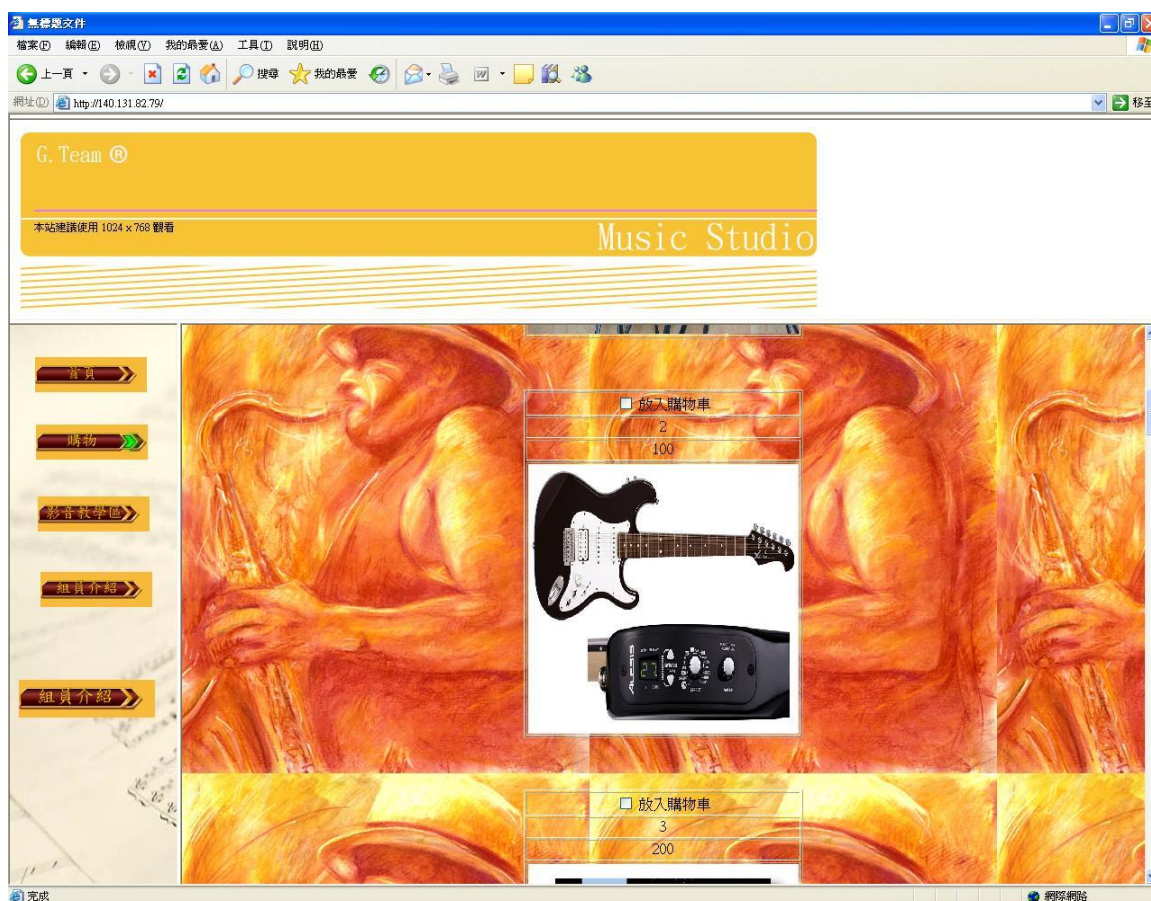 無標題文件
檔案(F) 編輯(E) 檢視(V) 我的最愛(A) 工具(T) 說明(H)
上一頁 搜尋 我的最愛
網址(D) http://140.131.82.79/ 移至
G.Team ®
本站建議使用 1024 x 768 觀看
Music Studio
首頁
購物
影音教學區
組員介紹
組員介紹
放入購物車
2
100
ALESIS
27
放入購物車
3
200
完成 網際網路